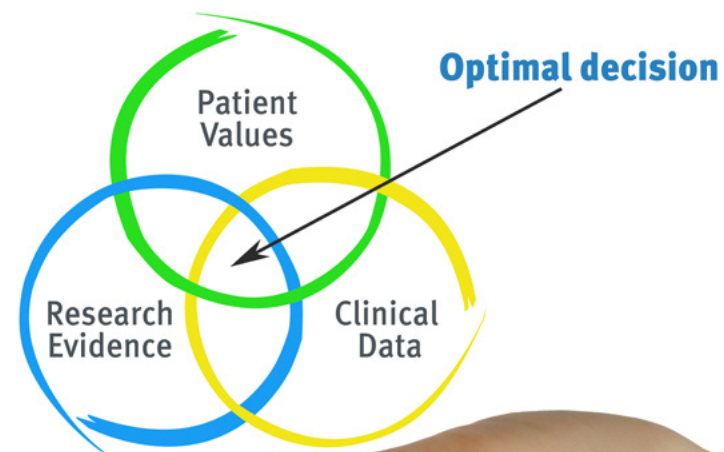 Optimal decision
Patient
Values
Research
Evidence
Clinical
Data